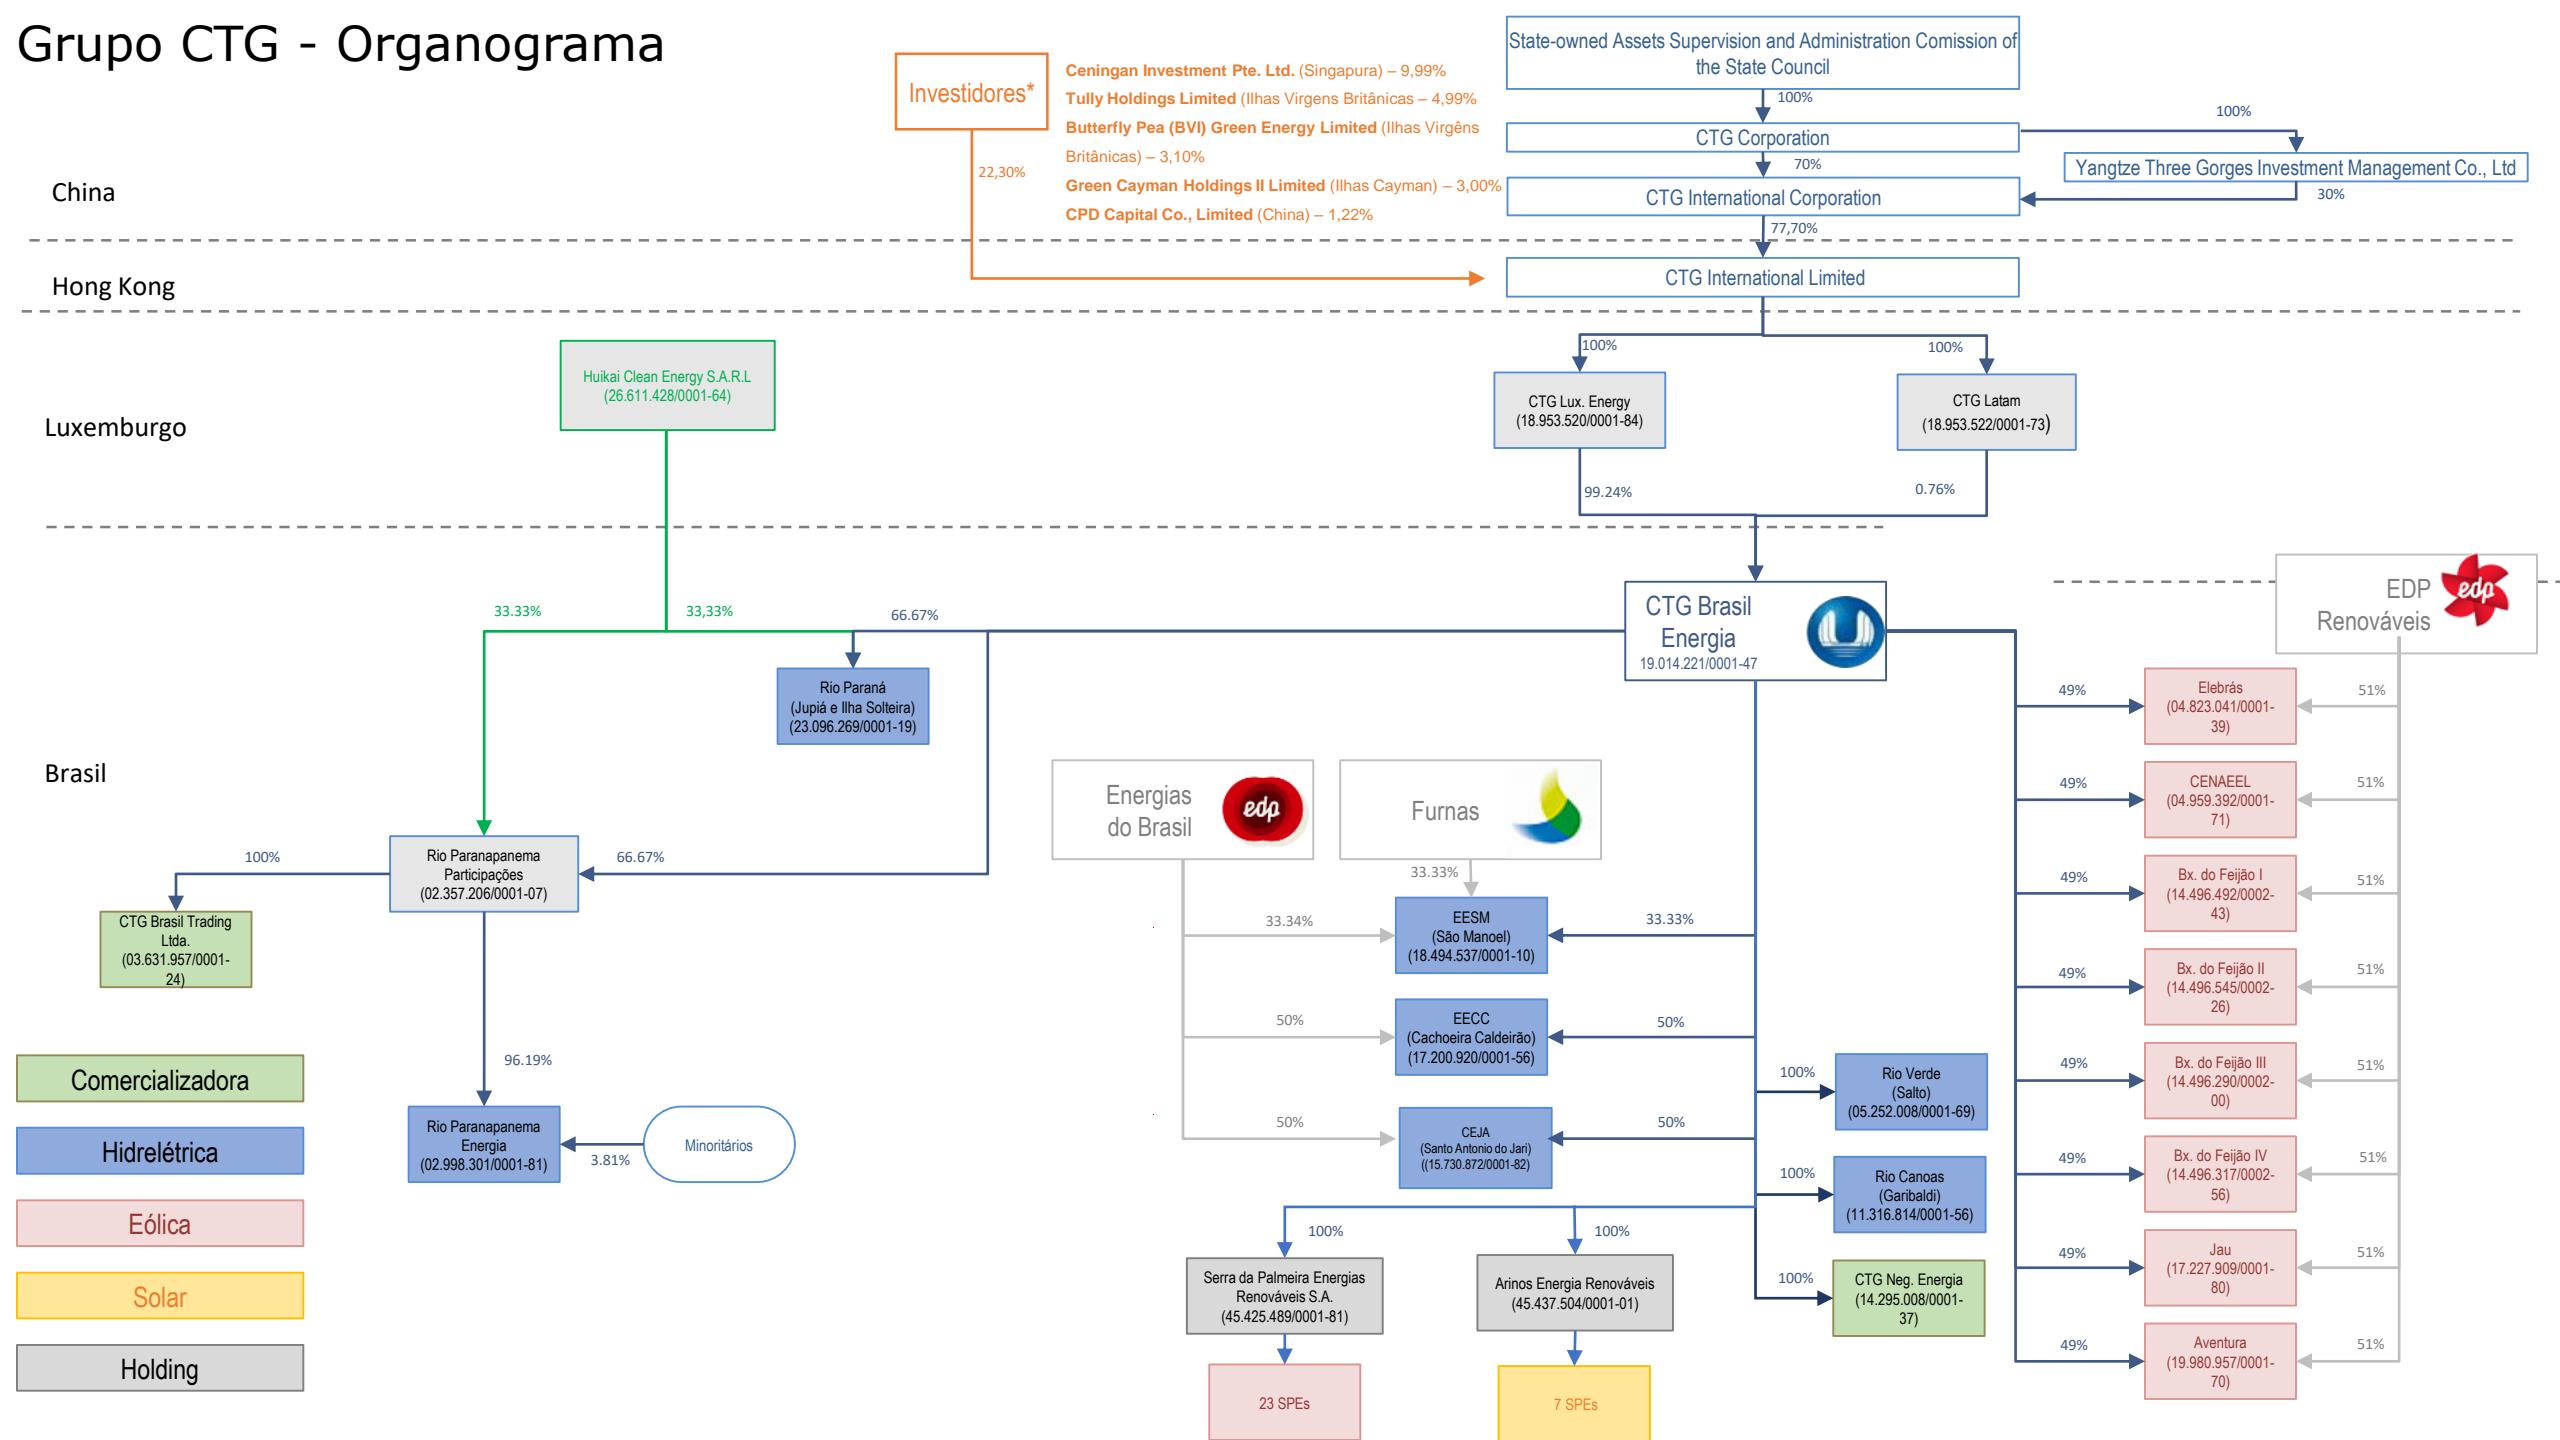 Grupo CTG - Organograma
State-owned Assets Supervision and Administration Comission of
the State Council
Investidores*
Ceningan Investment Pte. Ltd. (Singapura) – 9,99%
Tully Holdings Limited (Ilhas Virgens Britânicas – 4,99%
Butterfly Pea (BVI) Green Energy Limited (Ilhas Virgêns
Britânicas) – 3,10%
Green Cayman Holdings II Limited (Ilhas Cayman) – 3,00%
CPD Capital Co., Limited (China) – 1,22%
22,30%
100%
CTG Corporation
100%
70%
Yangtze Three Gorges Investment Management Co., Ltd
CTG International Corporation
30%
China
77,70%
Hong Kong
CTG International Limited
Luxemburgo
Huikai Clean Energy S.A.R.L
(26.611.428/0001-64)
100%
100%
CTG Lux. Energy
(18.953.520/0001-84)
CTG Latam
(18.953.522/0001-73)
99.24%
0.76%
Brasil
33.33%
33,33%
66.67%
CTG Brasil
Energia
19.014.221/0001-47
EDP
Renováveis
edp
Rio Paraná
(Jupiá e Ilha Solteira)
(23.096.269/0001-19)
Energias
do Brasil
edp
Furnas
100%
Rio Paranapanema
Participações
(02.357.206/0001-07)
66.67%
CTG Brasil Trading
Ltda.
(03.631.957/0001-
24)
96.19%
Rio Paranapanema
Energia
(02.998.301/0001-81)
3.81%
Minoritários
33.33%
33.34%
EESM
(São Manoel)
(18.494.537/0001-10)
33.33%
50%
EECC
(Cachoeira Caldeirão)
(17.200.920/0001-56)
50%
50%
CEJA
(Santo Antonio do Jari)
((15.730.872/0001-82)
50%
100%
Rio Verde
(Salto)
(05.252.008/0001-69)
100%
Rio Canoas
(Garibaldi)
(11.316.814/0001-56)
100%
CTG Neg. Energia
(14.295.008/0001-
37)
100%
Serra da Palmeira Energias
Renováveis S.A.
(45.425.489/0001-81)
23 SPEs
100%
Arinos Energia Renováveis
(45.437.504/0001-01)
7 SPEs
49%
Elebrás
(04.823.041/0001-
39)
51%
49%
CENAEEL
(04.959.392/0001-
71)
51%
49%
Bx. do Feijão I
(14.496.492/0002-
43)
51%
49%
Bx. do Feijão II
(14.496.545/0002-
26)
51%
49%
Bx. do Feijão III
(14.496.290/0002-
00)
51%
49%
Bx. do Feijão IV
(14.496.317/0002-
56)
51%
49%
Jau
(17.227.909/0001-
80)
51%
49%
Aventura
(19.980.957/0001-
70)
51%
Comercializadora
Hidrelétrica
Eólica
Solar
Holding